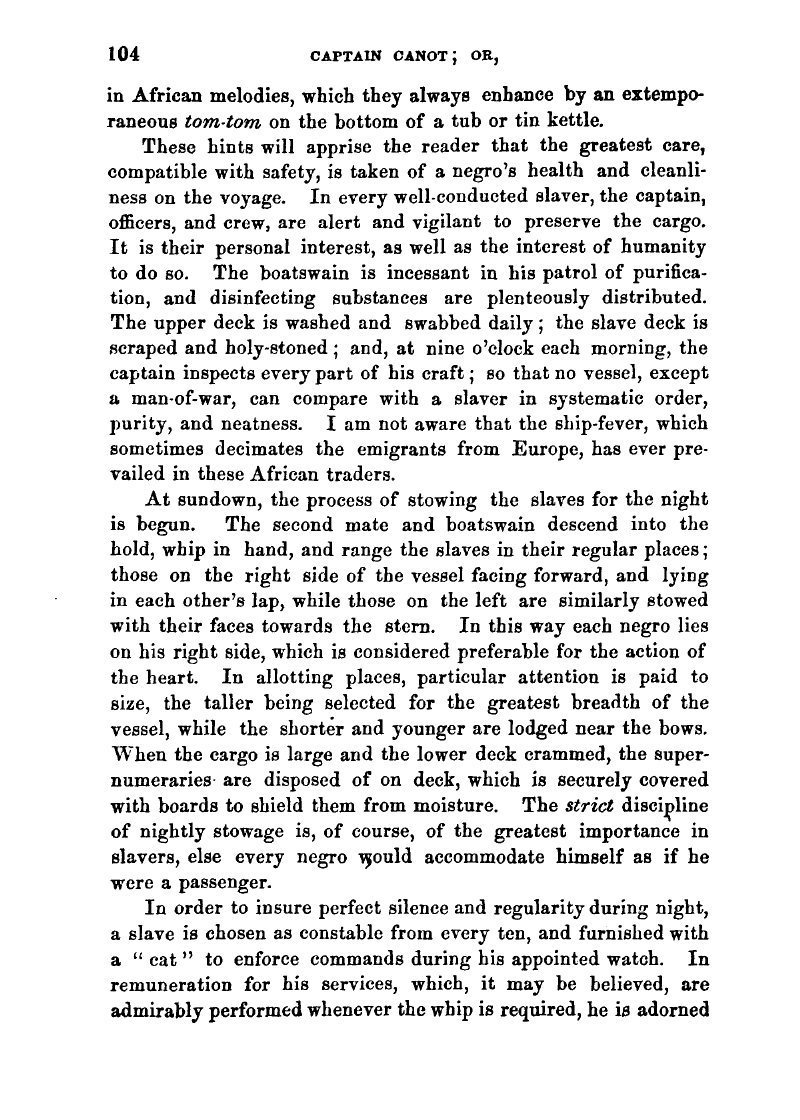 104 CAPTAIN CANOT; OR,
in African melodies, which they always enhance by an extempo-
raneous tom-tom on the bottom of a tub or tin kettle.
These hints will apprise the reader that the greatest care,
compatible with safety, is taken of a negro's health and cleanli-
ness on the voyage. In every well-conducted slaver, the captain,
officers, and crew, are alert and vigilant to preserve the cargo.
It is their personal interest, as well as the interest of humanity
to do so. The boatswain is incessant in his patrol of purifica-
tion, and disinfecting substances are plenteously distributed.
The upper deck is washed and swabbed daily; the slave deck is
scraped and holy-stoned; and, at nine o'clock each morning, the
captain inspects every part of his craft; so that no vessel, except
a man-of-war, can compare with a slaver in systematic order,
purity, and neatness. I am not aware that the ship-fever, which
sometimes decimates the emigrants from Europe, has ever pre-
vailed in these African traders.
At sundown, the process of stowing the slaves for the night
is begun. The second mate and boatswain descend into the
hold, whip in hand, and range the slaves in their regular places;
those on the right side of the vessel facing forward, and lying
in each other's lap, while those on the left are similarly stowed
with their faces towards the stern. In this way each negro lies
on his right side, which is considered preferable for the action of
the heart. In allotting places, particular attention is paid to
size, the taller being selected for the greatest breadth of the
vessel, while the shorter and younger are lodged near the bows.
When the cargo is large and the lower deck crammed, the super-
numeraries are disposed of on deck, which is securely covered
with boards to shield them from moisture. The strict discipline
of nightly stowage is, of course, of the greatest importance in
slavers, else every negro would accommodate himself as if he
were a passenger.
In order to insure perfect silence and regularity during night,
a slave is chosen as constable from every ten, and furnished with
a "cat" to enforce commands during his appointed watch. In
remuneration for his services, which, it may be believed, are
admirably performed whenever the whip is required, he is adorned